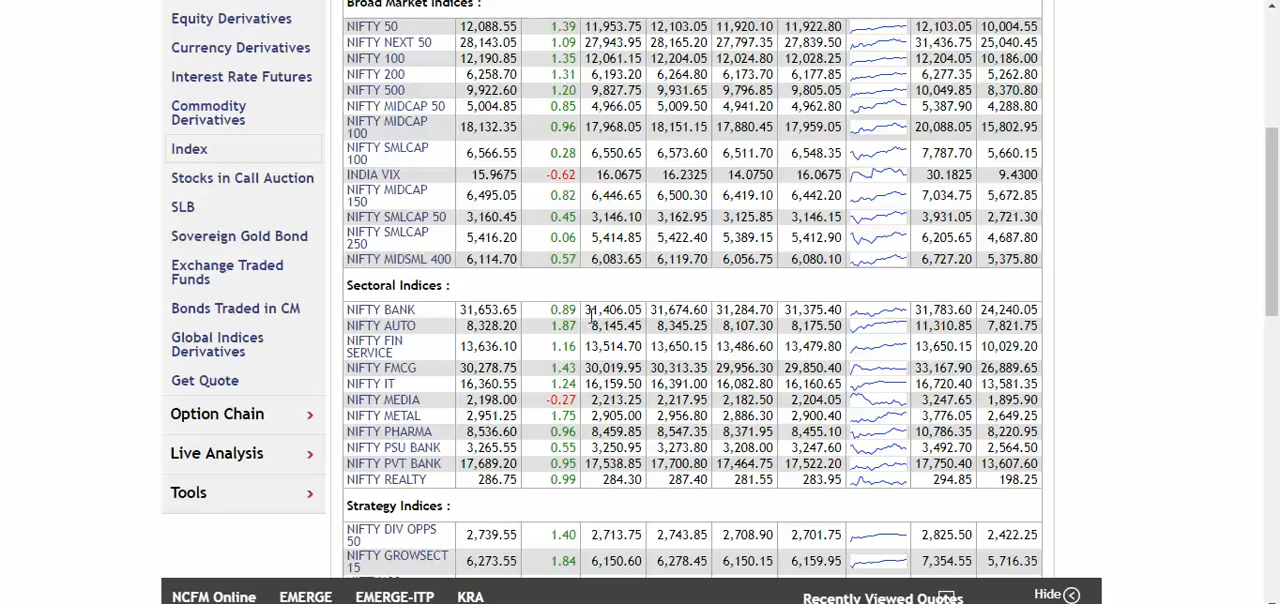 Broad Market Indices :
Equity Derivatives
Currency Derivatives
Interest Rate Futures
Commodity
Derivatives
Index
Stocks in Call Auction
SLB
Sovereign Gold Bond
Exchange Traded
Funds
Bonds Traded in CM
Global Indices
Derivatives
Get Quote
Option Chain
Live Analysis
Tools
NIFTY 50 12,088.55 1.39 11,953.75 12,103.05 11,920.10 11,922.80 12,103.05 10,004.55
NIFTY NEXT 50 28,143.05 1.09 27,943.95 28,165.20 27,797.35 27,839.50 31,436.75 25,040.45
NIFTY 100 12,190.85 1.35 12,061.15 12,204.05 12,024.80 12,028.25 12,204.05 10,186.00
NIFTY 200 6,258.70 1.31 6,193.20 6,264.80 6,173.70 6,177.85 6,277.35 5,262.80
NIFTY 500 9,922.60 1.20 9,827.75 9,931.65 9,796.85 9,805.05 10,049.85 8,370.80
NIFTY MIDCAP 50 5,004.85 0.85 4,966.05 5,009.50 4,941.20 4,962.80 5,387.90 4,288.80
NIFTY MIDCAP
100 18,132.35 0.96 17,968.05 18,151.15 17,880.45 17,959.05 20,088.05 15,802.95
NIFTY SMLCAP
100 6,566.55 0.28 6,550.65 6,573.60 6,511.70 6,548.35 7,787.70 5,660.15
INDIA VIX 15.9675 -0.62 16.0675 16.2325 14.0750 16.0675 30.1825 9.4300
NIFTY MIDCAP
150 6,495.05 0.82 6,446.65 6,500.30 6,419.10 6,442.20 7,034.75 5,672.85
NIFTY SMLCAP 50 3,160.45 0.45 3,146.10 3,162.95 3,125.85 3,146.15 3,931.05 2,721.30
NIFTY SMLCAP
250 5,416.20 0.06 5,414.85 5,422.40 5,389.15 5,412.90 6,205.65 4,687.80
NIFTY MIDSML 400 6,114.70 0.57 6,083.65 6,119.70 6,056.75 6,080.10 6,727.20 5,375.80
Sectoral Indices :
NIFTY BANK 31,653.65 0.89 31,406.05 31,674.60 31,284.70 31,375.40 31,783.60 24,240.05
NIFTY AUTO 8,328.20 1.87 8,145.45 8,345.25 8,107.30 8,175.50 11,310.85 7,821.75
NIFTY FIN
SERVICE 13,636.10 1.16 13,514.70 13,650.15 13,486.60 13,479.80 13,650.15 10,029.20
NIFTY FMCG 30,278.75 1.43 30,019.95 30,313.35 29,956.30 29,850.40 33,167.90 26,889.65
NIFTY IT 16,360.55 1.24 16,159.50 16,391.00 16,082.80 16,160.65 16,720.40 13,581.35
NIFTY MEDIA 2,198.00 -0.27 2,213.25 2,217.95 2,182.50 2,204.05 3,247.65 1,895.90
NIFTY METAL 2,951.25 1.75 2,905.00 2,956.80 2,886.30 2,900.40 3,776.05 2,649.25
NIFTY PHARMA 8,536.60 0.96 8,459.85 8,547.35 8,371.95 8,455.10 10,786.35 8,220.95
NIFTY PSU BANK 3,265.55 0.55 3,250.95 3,273.80 3,208.00 3,247.60 3,492.70 2,564.50
NIFTY PVT BANK 17,689.20 0.95 17,538.85 17,700.80 17,464.75 17,522.20 17,750.40 13,607.60
NIFTY REALTY 286.75 0.99 284.30 287.40 281.55 283.95 294.85 198.25
Strategy Indices :
NIFTY DIV OPPS
50 2,739.55 1.40 2,713.75 2,743.85 2,708.90 2,701.75 2,825.50 2,422.25
NIFTY GROWSECT
15 6,273.55 1.84 6,150.60 6,278.45 6,150.15 6,159.95 7,354.55 5,716.35
NCFM Online EMERGE EMERGE-ITP KRA Recently Viewed Quotes Hide